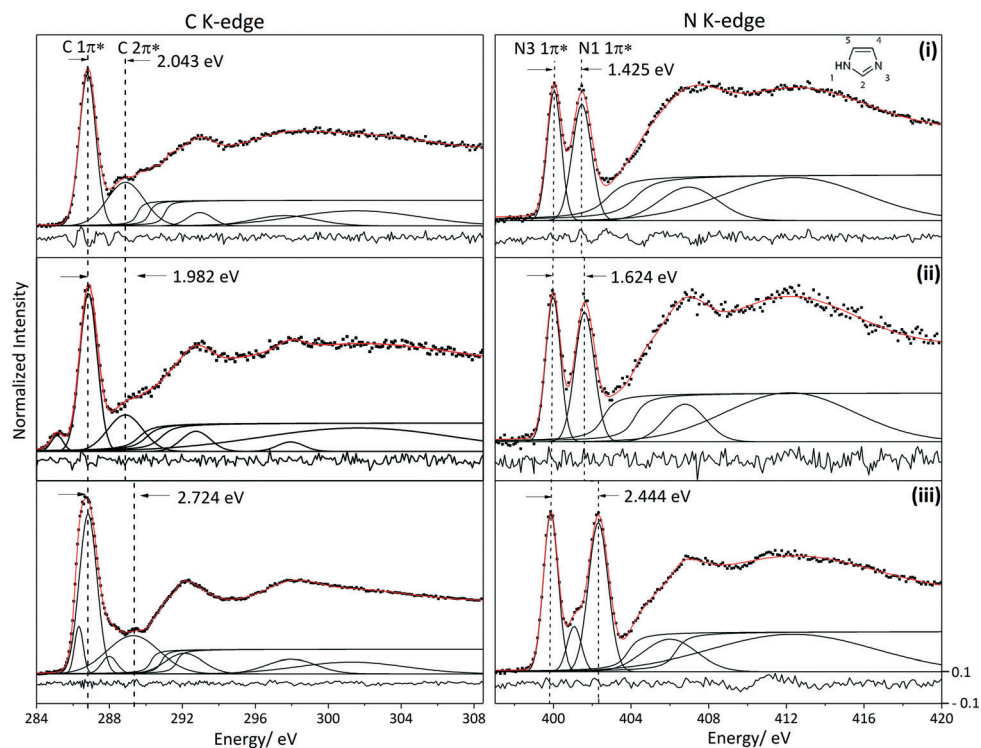 C K-edge
N K-edge
C 1π* C 2π*
2.043 eV
N3 1π* N1 1π*
1.425 eV
(i)
5 4
HN N
1 2 3
1.982 eV
1.624 eV
(ii)
2.724 eV
2.444 eV
(iii)
Normalized Intensity
0.1
- 0.1
284 288 292 296 300 304 308
400 404 408 412 416 420
Energy/ eV
Energy/ eV